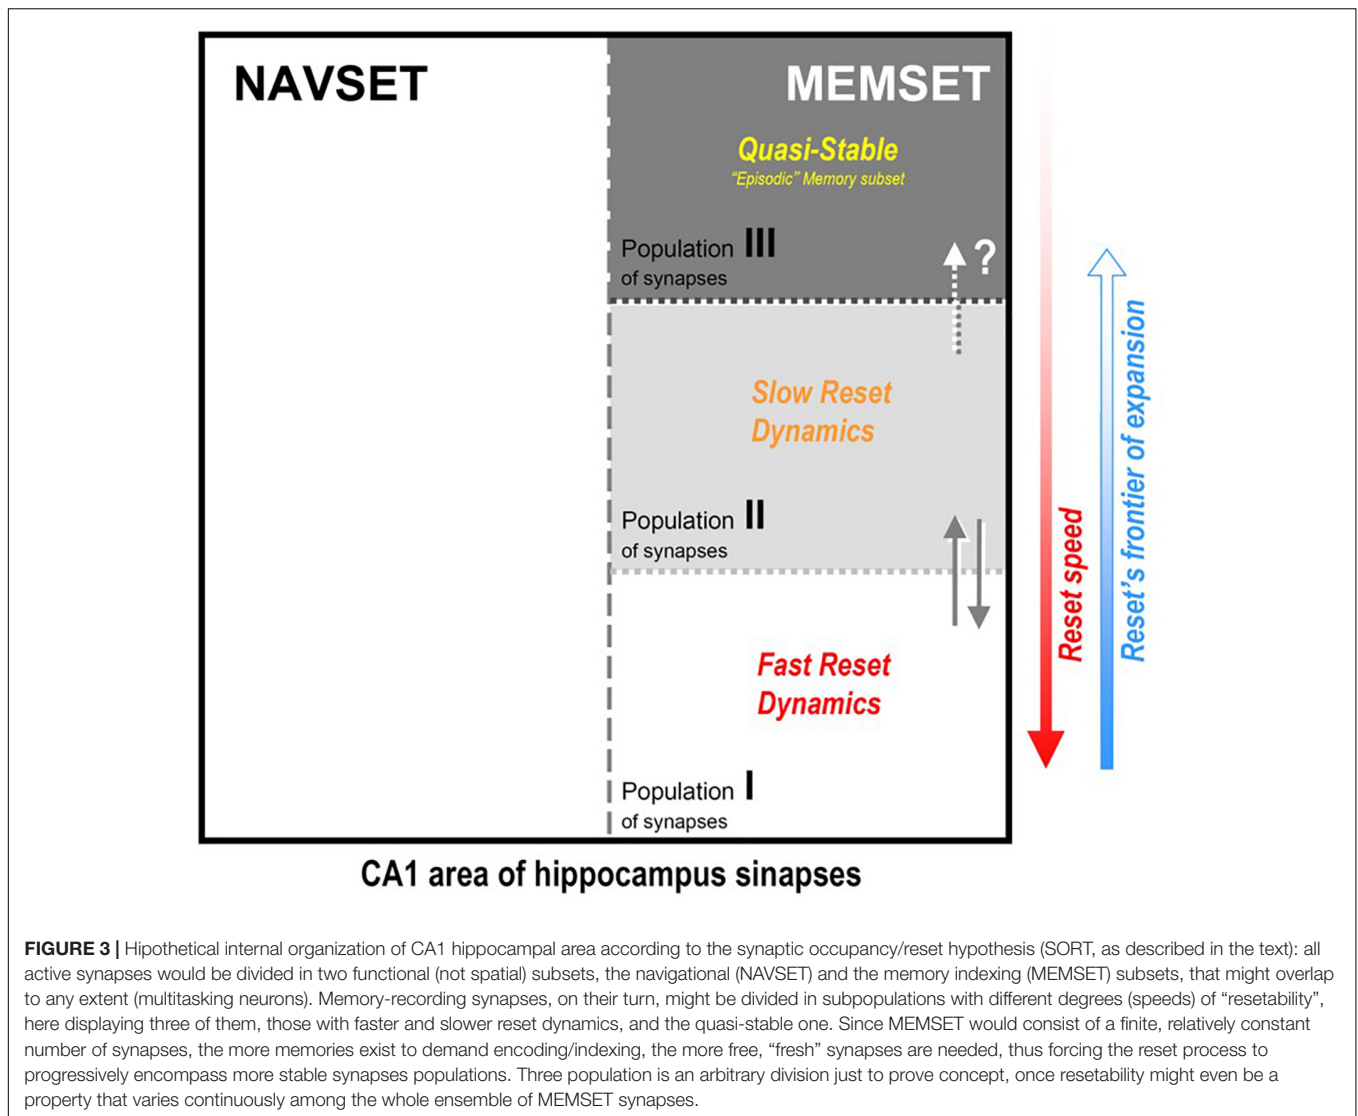 NAVSET
MEMSET
Quasi-Stable
“Episodic” Memory subset
Population III
of synapses
?
Slow Reset
Dynamics
Population II
of synapses
Fast Reset
Dynamics
Population I
of synapses
Reset speed
Reset’s frontier of expansion
CA1 area of hippocampus sinapses
FIGURE 3 | Hipothetical internal organization of CA1 hippocampal area according to the synaptic occupancy/reset hypothesis (SORT, as described in the text): all
active synapses would be divided in two functional (not spatial) subsets, the navigational (NAVSET) and the memory indexing (MEMSET) subsets, that might overlap
to any extent (multitasking neurons). Memory-recording synapses, on their turn, might be divided in subpopulations with different degrees (speeds) of “resetability”,
here displaying three of them, those with faster and slower reset dynamics, and the quasi-stable one. Since MEMSET would consist of a finite, relatively constant
number of synapses, the more memories exist to demand encoding/indexing, the more free, “fresh” synapses are needed, thus forcing the reset process to
progressively encompass more stable synapses populations. Three population is an arbitrary division just to prove concept, once resetability might even be a
property that varies continuously among the whole ensemble of MEMSET synapses.